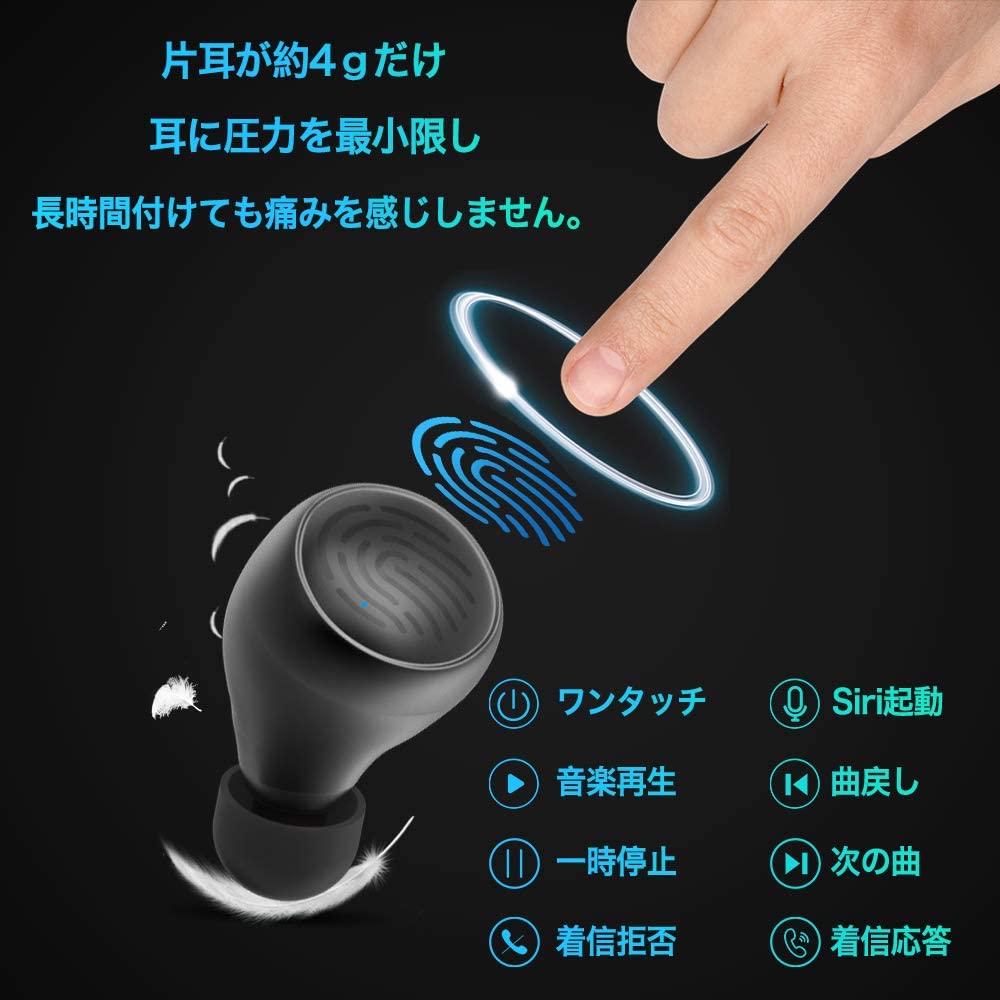 片耳が約4gだけ
耳に圧力を最小限し
長時間付けても痛みを感じしません。
ワンタッチ
Siri起動
音楽再生
曲戻し
一時停止
次の曲
着信拒否
着信応答